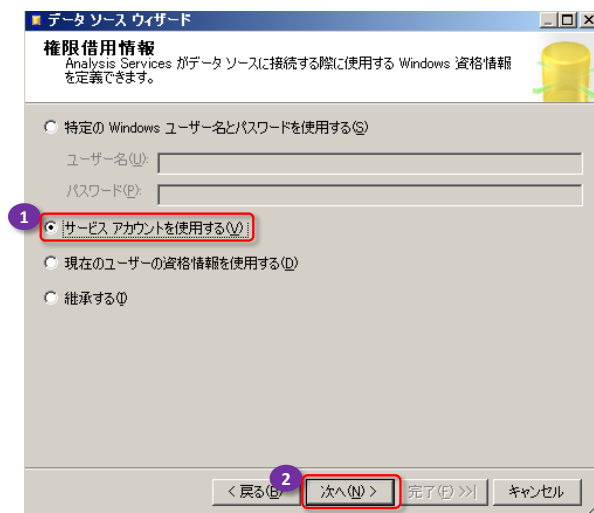 データ ソース ウィザード
権限借用情報
Analysis Services がデータ ソースに接続する際に使用する Windows 資格情報
を定義できます。
特定の Windows ユーザー名とパスワードを使用する(S)
ユーザー名(U):
パスワード(P):
1
サービス アカウントを使用する(V)
現在のユーザーの資格情報を使用する(D)
継承する(I)
2
< 戻る(B) 次へ(N) > 完了(F) >>| キャンセル